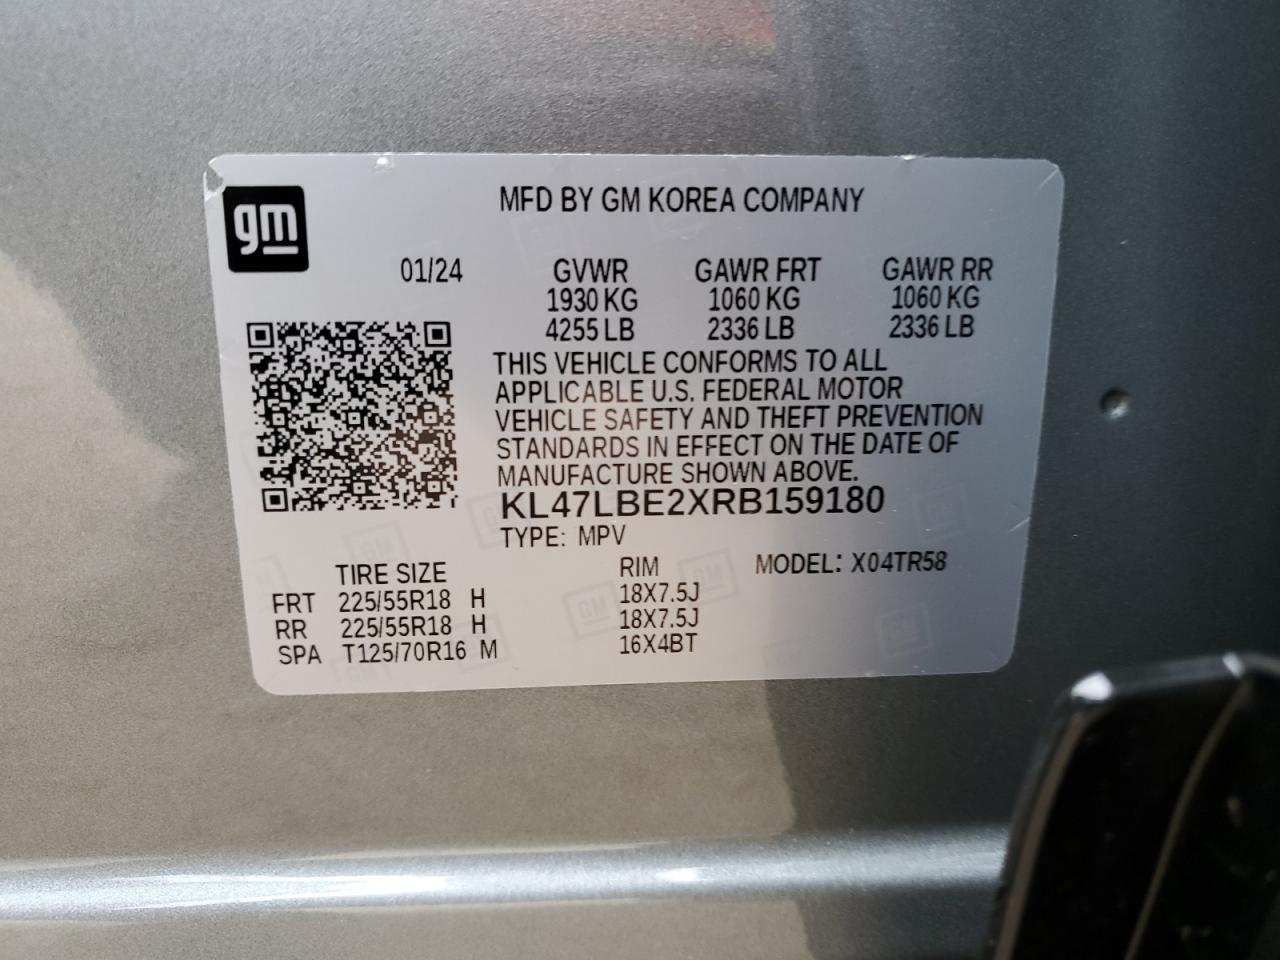 gm
MFD BY GM KOREA COMPANY
01/24 GVWR GAWR FRT GAWR RR
1930 KG 1060 KG 1060 KG
4255 LB 2336 LB 2336 LB
THIS VEHICLE CONFORMS TO ALL
APPLICABLE U.S. FEDERAL MOTOR
VEHICLE SAFETY AND THEFT PREVENTION
STANDARDS IN EFFECT ON THE DATE OF
MANUFACTURE SHOWN ABOVE.
KL47LBE2XRB159180
TYPE: MPV
TIRE SIZE RIM MODEL: X04TR58
FRT 225/55R18 H 18X7.5J
RR 225/55R18 H 18X7.5J
SPA T125/70R16 M 16X4BT